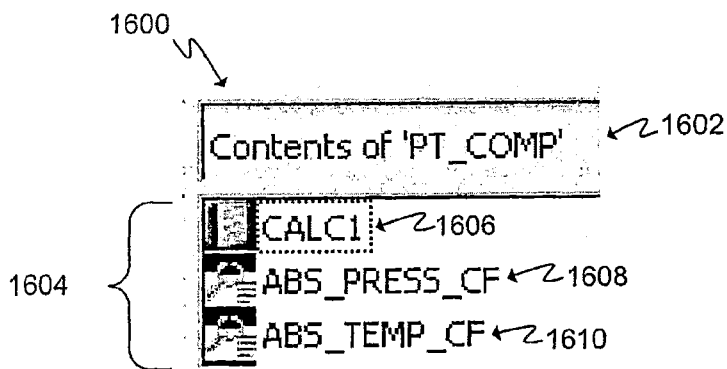 1600
Contents of 'PT_COMP'
1602
1604
CALC1
1606
ABS_PRESS_CF
1608
ABS_TEMP_CF
1610